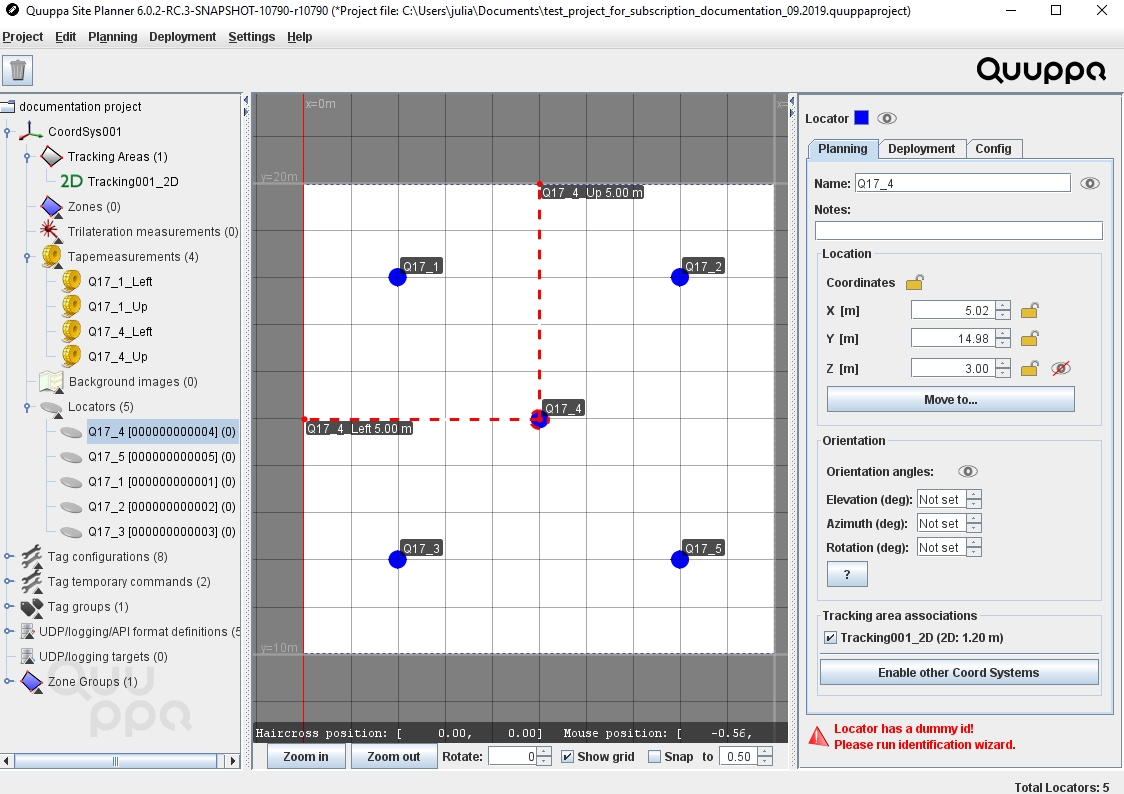 Quuppa Site Planner 6.0.2-RC.3-SNAPSHOT-10790-r10790 (*Project file: C:\Users\julia\Documents\test_project_for_subscription_documentation_09.2019.quuppaproject)
Project Edit Planning Deployment Settings Help
Quuppa
documentation project
CoordSys001
Tracking Areas (1)
2D Tracking001_2D
Zones (0)
Trilateration measurements (0)
Tapemeasurements (4)
Q17_1_Left
Q17_1_Up
Q17_4_Left
Q17_4_Up
Background images (0)
Locators (5)
Q17_4 [000000000004] (0)
Q17_5 [000000000005] (0)
Q17_1 [000000000001] (0)
Q17_2 [000000000002] (0)
Q17_3 [000000000003] (0)
Tag configurations (8)
Tag temporary commands (2)
Tag groups (1)
UDP/logging/API format definitions (5
UDP/logging targets (0)
Zone Groups (1)
Quuppa
x=0m
x=
y=20m
Q17_4_Up 5.00 m
Q17_1
Q17_2
Q17_4
Q17_4_Left 5.00 m
Q17_3
Q17_5
y=10m
Haircross position: [ 0.00, 0.00] Mouse position: [ -0.56,
Zoom in Zoom out Rotate: 0 Show grid Snap to 0.50
Locator
Planning Deployment Config
Name: Q17_4
Notes:
Location
Coordinates
X [m] 5.02
Y [m] 14.98
Z [m] 3.00
Move to...
Orientation
Orientation angles:
Elevation (deg): Not set
Azimuth (deg): Not set
Rotation (deg): Not set
?
Tracking area associations
Tracking001_2D (2D: 1.20 m)
Enable other Coord Systems
Locator has a dummy id!
Please run identification wizard.
Total Locators: 5